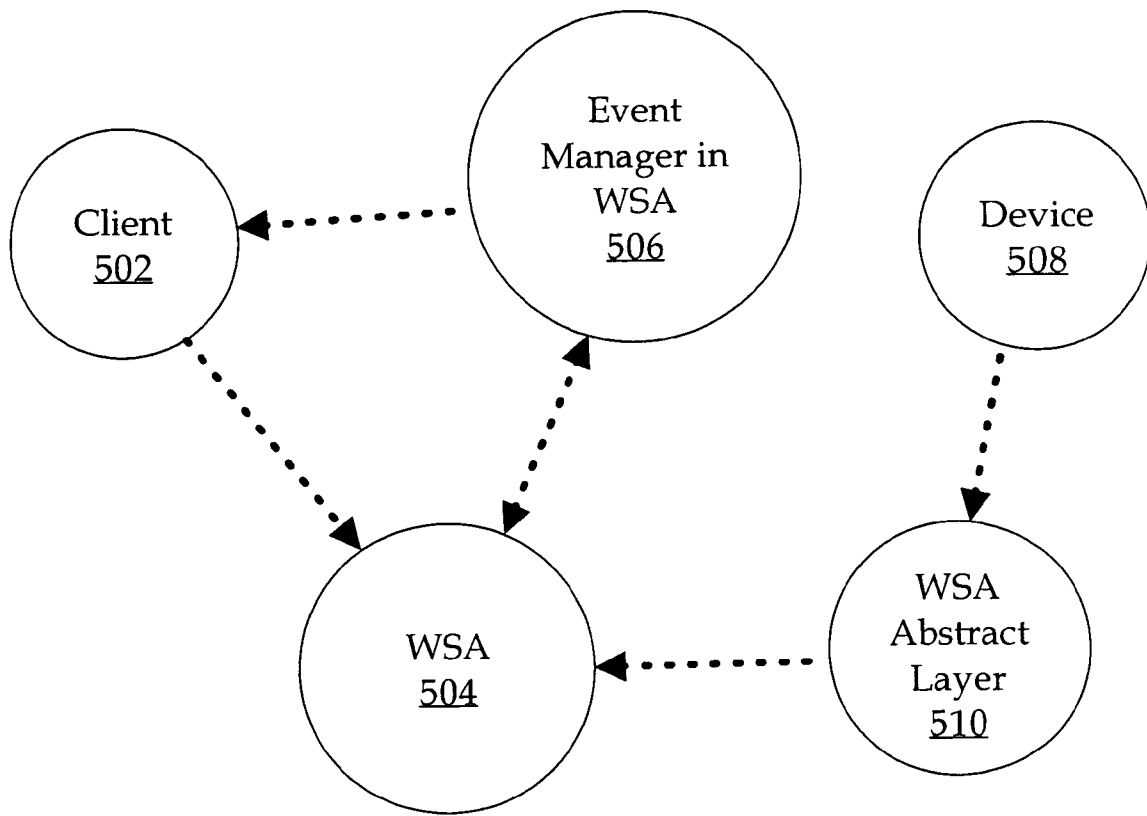 Client
502
Event
Manager in
WSA
506
Device
508
WSA
504
WSA
Abstract
Layer
510